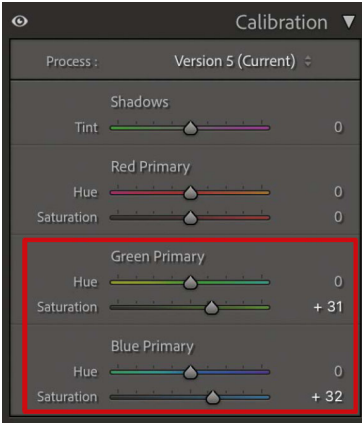 Calibration
Process : Version 5 (Current)
Shadows
Tint 0
Red Primary
Hue 0
Saturation 0
Green Primary
Hue 0
Saturation + 31
Blue Primary
Hue 0
Saturation + 32